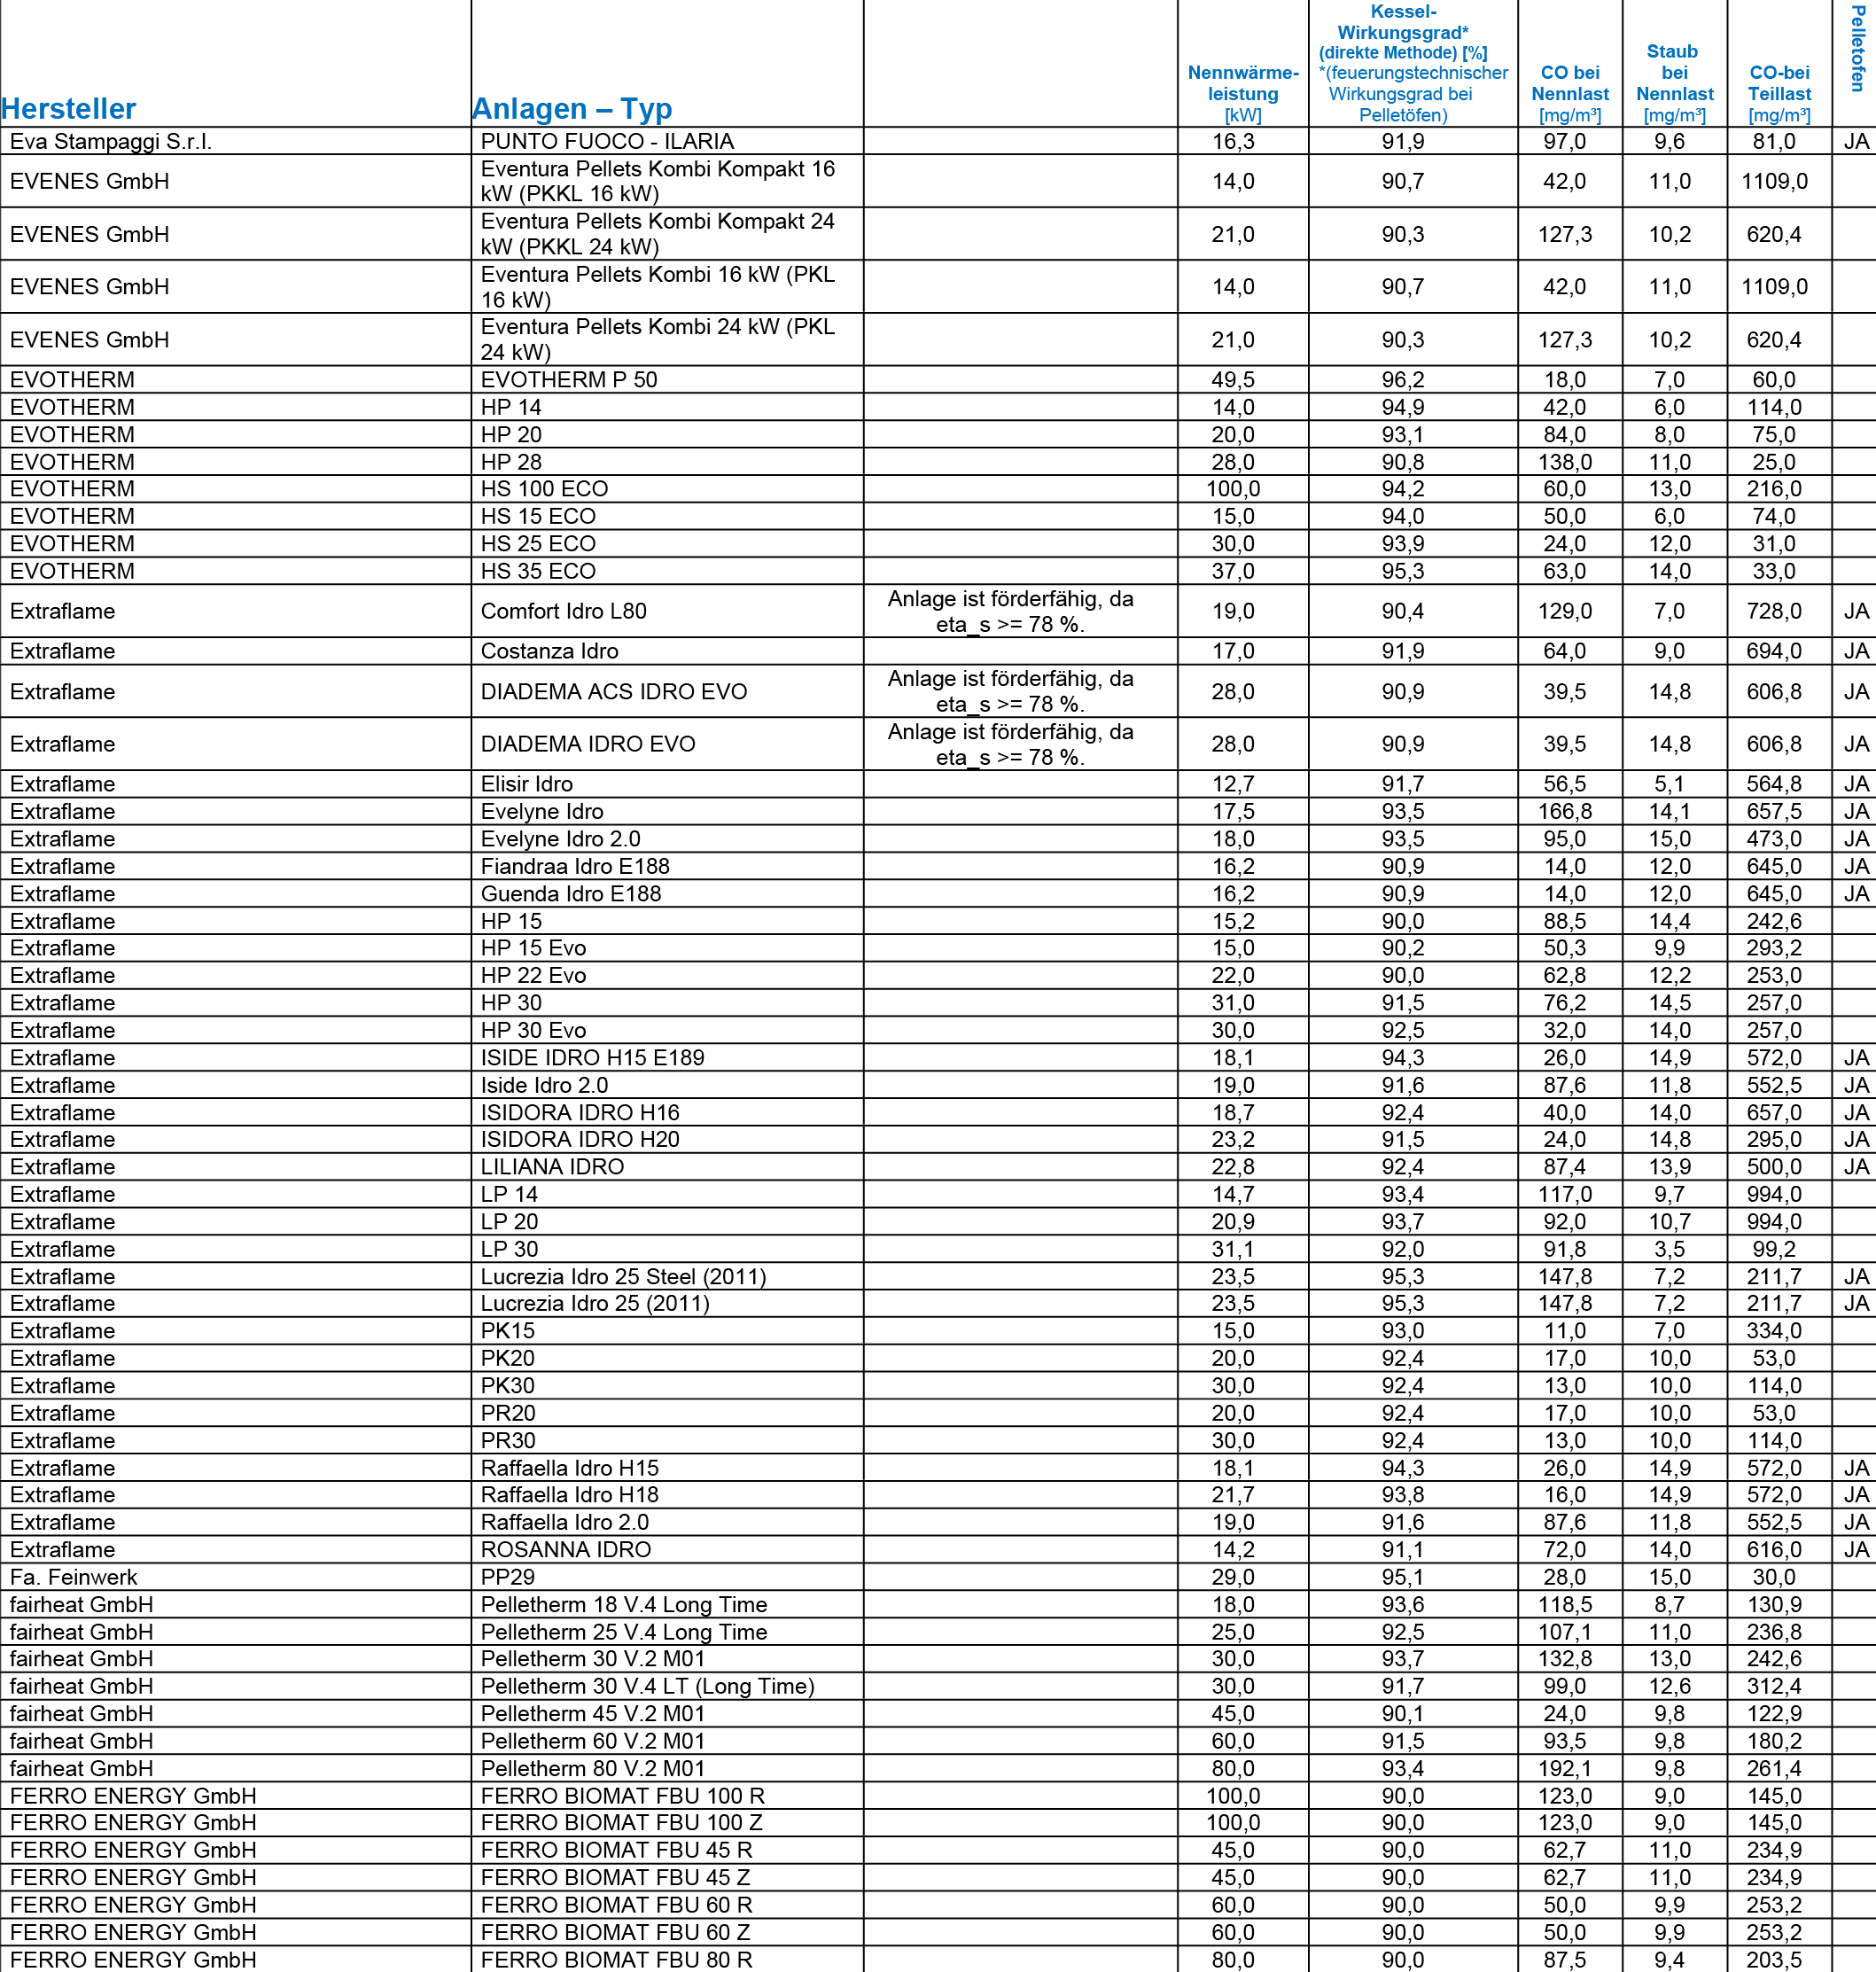 Hersteller Anlagen – Typ Nennwärme-leistung [kW] Kessel-Wirkungsgrad* (direkte Methode) [%] *(feuerungstechnischer Wirkungsgrad bei Pelletöfen) CO bei Nennlast [mg/m³] Staub bei Nennlast [mg/m³] CO-bei Teillast [mg/m³] Pelletofen
Eva Stampaggi S.r.l. PUNTO FUOCO - ILARIA 16,3 91,9 97,0 9,6 81,0 JA
EVENES GmbH Eventura Pellets Kombi Kompakt 16 kW (PKKL 16 kW) 14,0 90,7 42,0 11,0 1109,0
EVENES GmbH Eventura Pellets Kombi Kompakt 24 kW (PKKL 24 kW) 21,0 90,3 127,3 10,2 620,4
EVENES GmbH Eventura Pellets Kombi 16 kW (PKL 16 kW) 14,0 90,7 42,0 11,0 1109,0
EVENES GmbH Eventura Pellets Kombi 24 kW (PKL 24 kW) 21,0 90,3 127,3 10,2 620,4
EVOTHERM EVOTHERM P 50 49,5 96,2 18,0 7,0 60,0
EVOTHERM HP 14 14,0 94,9 42,0 6,0 114,0
EVOTHERM HP 20 20,0 93,1 84,0 8,0 75,0
EVOTHERM HP 28 28,0 90,8 138,0 11,0 25,0
EVOTHERM HS 100 ECO 100,0 94,2 60,0 13,0 216,0
EVOTHERM HS 15 ECO 15,0 94,0 50,0 6,0 74,0
EVOTHERM HS 25 ECO 30,0 93,9 24,0 12,0 31,0
EVOTHERM HS 35 ECO 37,0 95,3 63,0 14,0 33,0
Extraflame Comfort Idro L80 Anlage ist förderfähig, da eta_s >= 78 %. 19,0 90,4 129,0 7,0 728,0 JA
Extraflame Costanza Idro 17,0 91,9 64,0 9,0 694,0 JA
Extraflame DIADEMA ACS IDRO EVO Anlage ist förderfähig, da eta_s >= 78 %. 28,0 90,9 39,5 14,8 606,8 JA
Extraflame DIADEMA IDRO EVO Anlage ist förderfähig, da eta_s >= 78 %. 28,0 90,9 39,5 14,8 606,8 JA
Extraflame Elisir Idro 12,7 91,7 56,5 5,1 564,8 JA
Extraflame Evelyne Idro 17,5 93,5 166,8 14,1 657,5 JA
Extraflame Evelyne Idro 2.0 18,0 93,5 95,0 15,0 473,0 JA
Extraflame Fiandraa Idro E188 16,2 90,9 14,0 12,0 645,0 JA
Extraflame Guenda Idro E188 16,2 90,9 14,0 12,0 645,0 JA
Extraflame HP 15 15,2 90,0 88,5 14,4 242,6
Extraflame HP 15 Evo 15,0 90,2 50,3 9,9 293,2
Extraflame HP 22 Evo 22,0 90,0 62,8 12,2 253,0
Extraflame HP 30 31,0 91,5 76,2 14,5 257,0
Extraflame HP 30 Evo 30,0 92,5 32,0 14,0 257,0
Extraflame ISIDE IDRO H15 E189 18,1 94,3 26,0 14,9 572,0 JA
Extraflame Iside Idro 2.0 19,0 91,6 87,6 11,8 552,5 JA
Extraflame ISIDORA IDRO H16 18,7 92,4 40,0 14,0 657,0 JA
Extraflame ISIDORA IDRO H20 23,2 91,5 24,0 14,8 295,0 JA
Extraflame LILIANA IDRO 22,8 92,4 87,4 13,9 500,0 JA
Extraflame LP 14 14,7 93,4 117,0 9,7 994,0
Extraflame LP 20 20,9 93,7 92,0 10,7 994,0
Extraflame LP 30 31,1 92,0 91,8 3,5 99,2
Extraflame Lucrezia Idro 25 Steel (2011) 23,5 95,3 147,8 7,2 211,7 JA
Extraflame Lucrezia Idro 25 (2011) 23,5 95,3 147,8 7,2 211,7 JA
Extraflame PK15 15,0 93,0 11,0 7,0 334,0
Extraflame PK20 20,0 92,4 17,0 10,0 53,0
Extraflame PK30 30,0 92,4 13,0 10,0 114,0
Extraflame PR20 20,0 92,4 17,0 10,0 53,0
Extraflame PR30 30,0 92,4 13,0 10,0 114,0
Extraflame Raffaella Idro H15 18,1 94,3 26,0 14,9 572,0 JA
Extraflame Raffaella Idro H18 21,7 93,8 16,0 14,9 572,0 JA
Extraflame Raffaella Idro 2.0 19,0 91,6 87,6 11,8 552,5 JA
Extraflame ROSANNA IDRO 14,2 91,1 72,0 14,0 616,0 JA
Fa. Feinwerk PP29 29,0 95,1 28,0 15,0 30,0
fairheat GmbH Pelletherm 18 V.4 Long Time 18,0 93,6 118,5 8,7 130,9
fairheat GmbH Pelletherm 25 V.4 Long Time 25,0 92,5 107,1 11,0 236,8
fairheat GmbH Pelletherm 30 V.2 M01 30,0 93,7 132,8 13,0 242,6
fairheat GmbH Pelletherm 30 V.4 LT (Long Time) 30,0 91,7 99,0 12,6 312,4
fairheat GmbH Pelletherm 45 V.2 M01 45,0 90,1 24,0 9,8 122,9
fairheat GmbH Pelletherm 60 V.2 M01 60,0 91,5 93,5 9,8 180,2
fairheat GmbH Pelletherm 80 V.2 M01 80,0 93,4 192,1 9,8 261,4
FERRO ENERGY GmbH FERRO BIOMAT FBU 100 R 100,0 90,0 123,0 9,0 145,0
FERRO ENERGY GmbH FERRO BIOMAT FBU 100 Z 100,0 90,0 123,0 9,0 145,0
FERRO ENERGY GmbH FERRO BIOMAT FBU 45 R 45,0 90,0 62,7 11,0 234,9
FERRO ENERGY GmbH FERRO BIOMAT FBU 45 Z 45,0 90,0 62,7 11,0 234,9
FERRO ENERGY GmbH FERRO BIOMAT FBU 60 R 60,0 90,0 50,0 9,9 253,2
FERRO ENERGY GmbH FERRO BIOMAT FBU 60 Z 60,0 90,0 50,0 9,9 253,2
FERRO ENERGY GmbH FERRO BIOMAT FBU 80 R 80,0 90,0 87,5 9,4 203,5